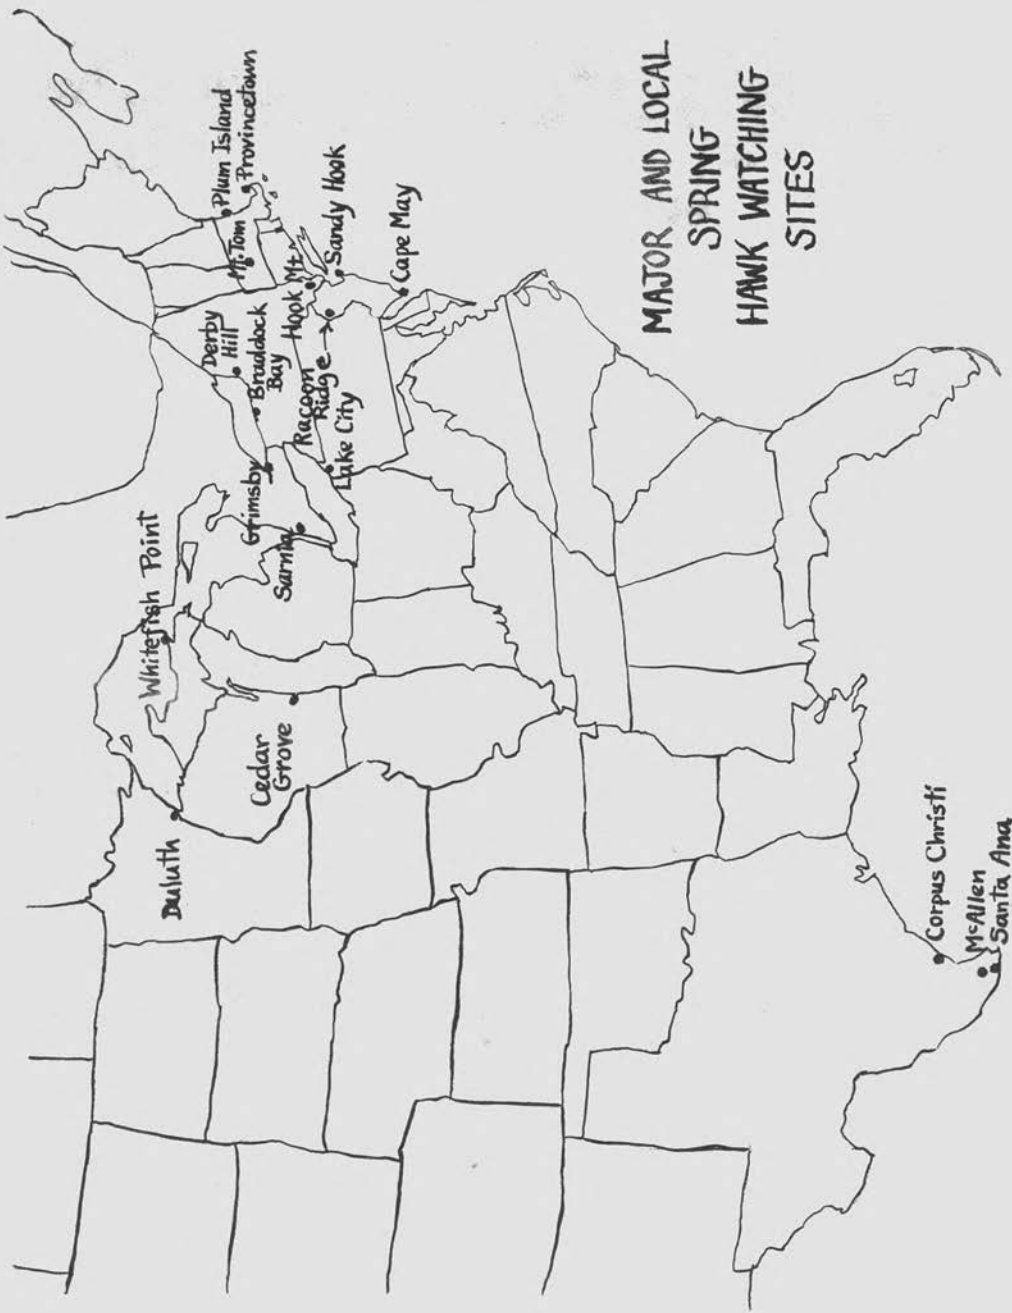 MAJOR AND LOCAL
SPRING
HAWK WATCHING
SITES
Duluth
Whitefish Point
Cedar
Grove
Sarnia
Grimsby
Lake City
Braddock
Bay
Derby
Hill
Racoon
Ridge
Hook Mt
Mt. Tom
Plum Island
Provincetown
Sandy Hook
Cape May
Corpus Christi
McAllen
Santa Ana